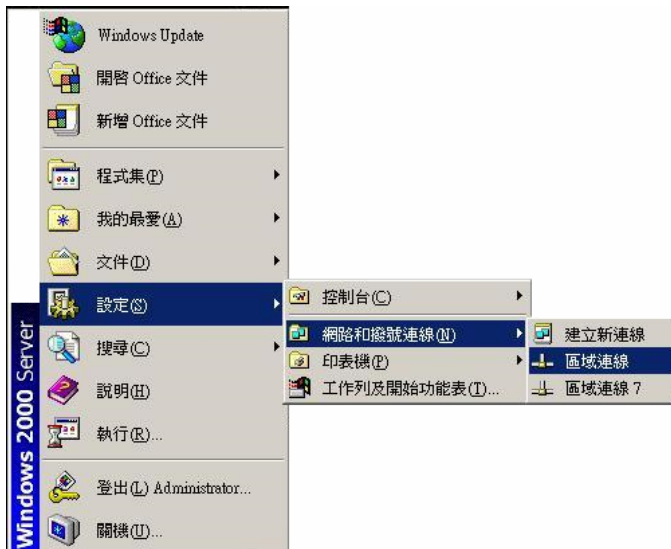 Windows Update
開啓 Office 文件
新增 Office 文件
程式集(P)
我的最愛(A)
文件(D)
設定(S)
搜尋(C)
說明(H)
執行(R)...
登出(L) Administrator...
關機(U)...
Windows 2000 Server
控制台(C)
網路和撥號連線(N)
印表機(P)
工作列及開始功能表(T)...
建立新連線
區域連線
區域連線 7